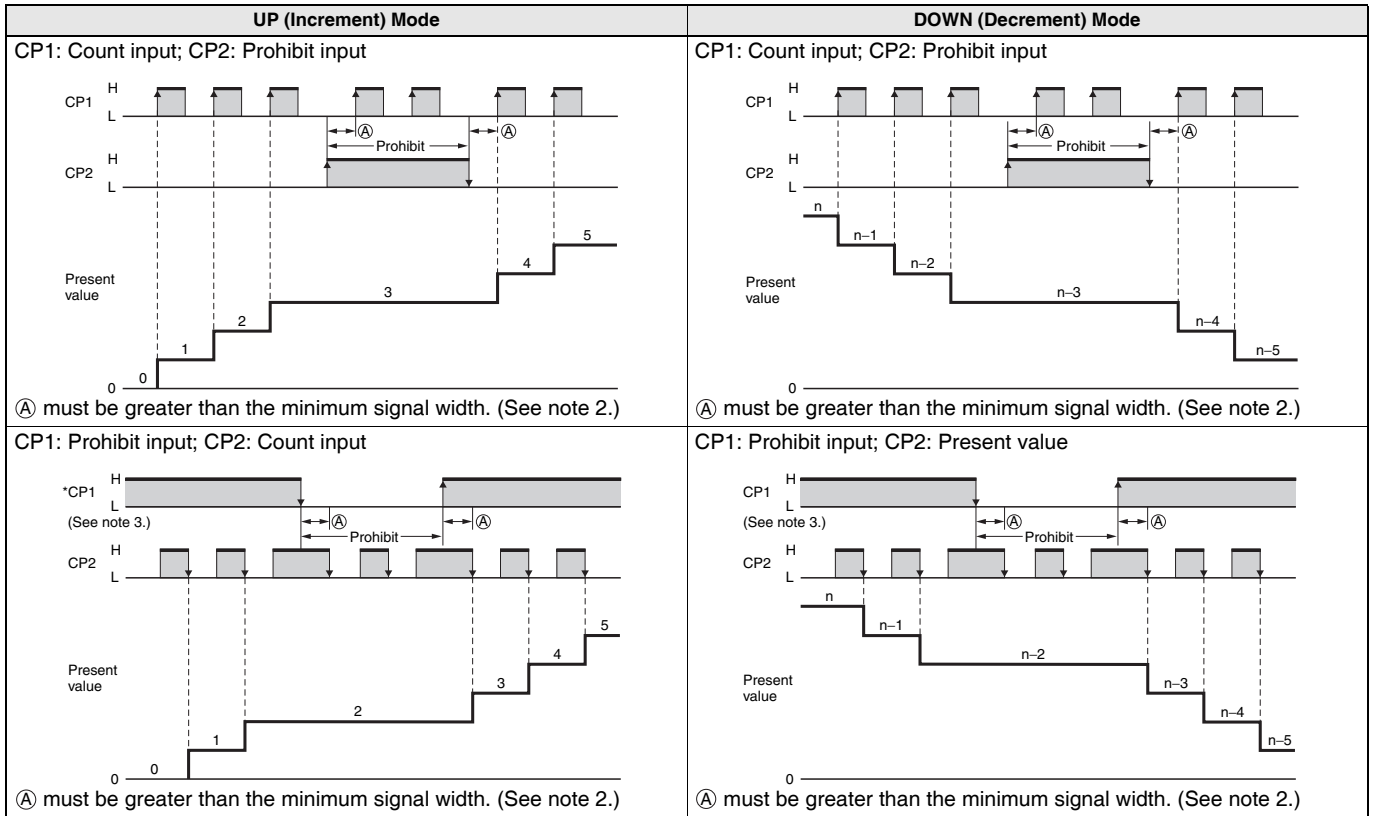 UP (Increment) Mode
DOWN (Decrement) Mode
CP1: Count input; CP2: Prohibit input
H
CP1
L
Ⓐ
Ⓐ
Prohibit
H
CP2
L
5
4
3
2
1
0
Present
value
0
Ⓐ must be greater than the minimum signal width. (See note 2.)
CP1: Count input; CP2: Prohibit input
H
CP1
L
Ⓐ
Ⓐ
Prohibit
H
CP2
L
n
n–1
n–2
n–3
n–4
n–5
Present
value
0
Ⓐ must be greater than the minimum signal width. (See note 2.)
CP1: Prohibit input; CP2: Count input
H
*CP1
L
(See note 3.)
Ⓐ
Ⓐ
Prohibit
H
CP2
L
5
4
3
2
1
0
Present
value
0
Ⓐ must be greater than the minimum signal width. (See note 2.)
CP1: Prohibit input; CP2: Present value
H
CP1
L
(See note 3.)
Ⓐ
Ⓐ
Prohibit
H
CP2
L
n
n–1
n–2
n–3
n–4
n–5
Present
value
0
Ⓐ must be greater than the minimum signal width. (See note 2.)